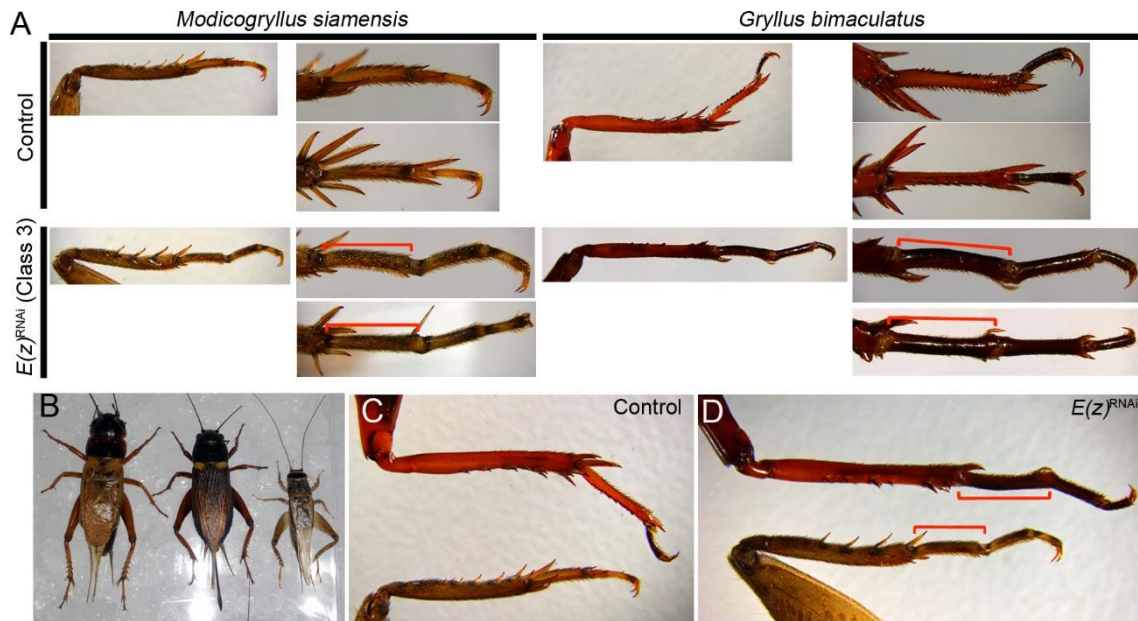 A
Modicogryllus siamensis
Gryllus bimaculatus
Control
E(z)RNAi (Class 3)
B
C
Control
D
E(z)RNAi